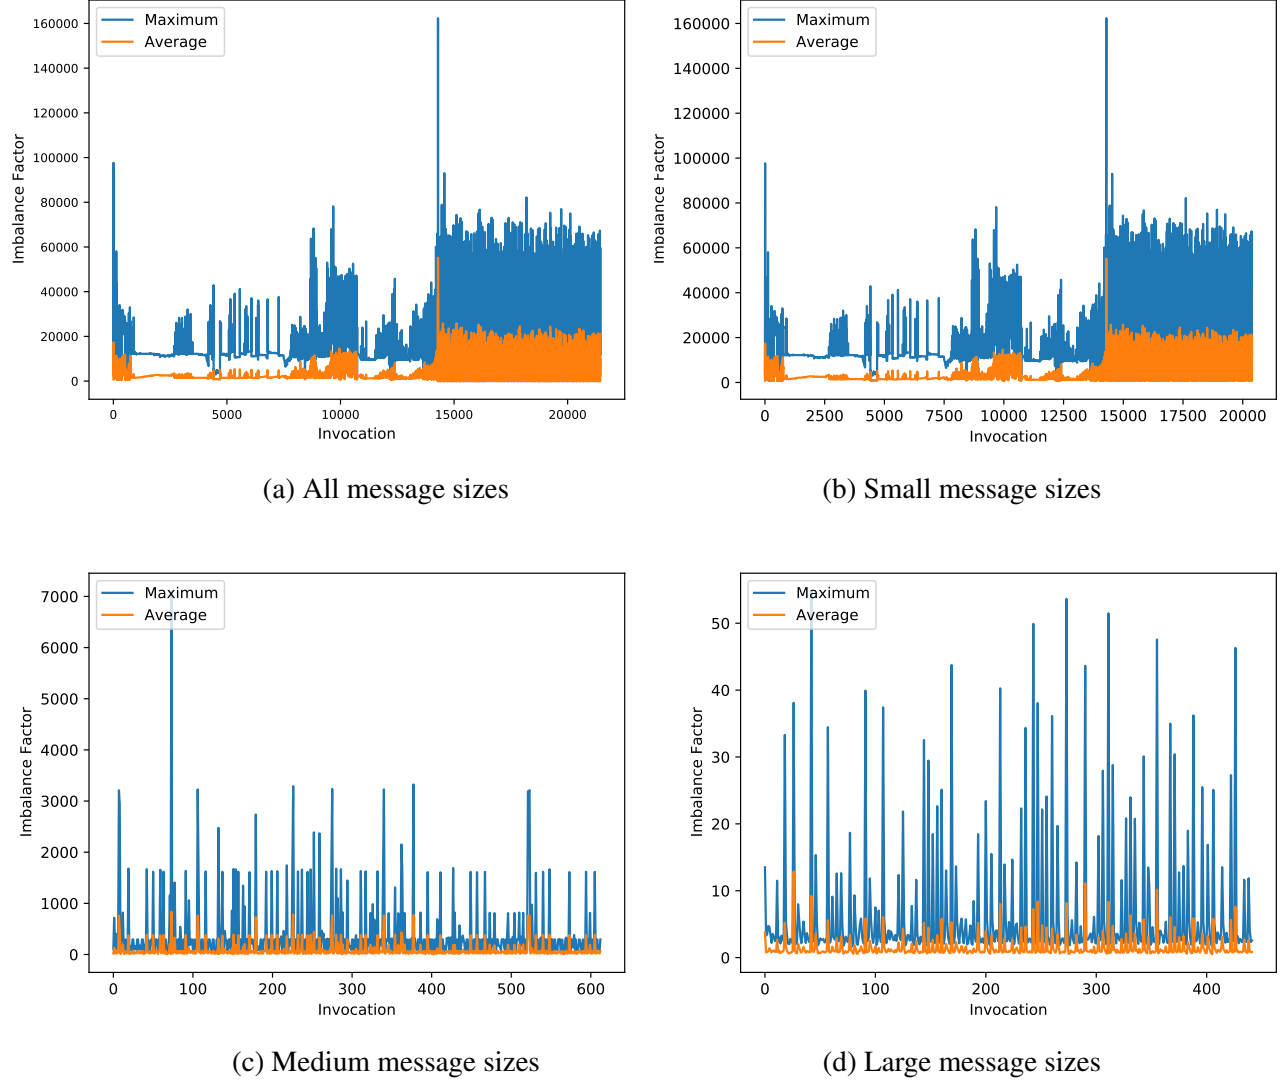 Maximum
Average
160000
140000
120000
100000
80000
60000
40000
20000
0
Imbalance Factor
0 5000 10000 15000 20000
Invocation
(a) All message sizes
Maximum
Average
160000
140000
120000
100000
80000
60000
40000
20000
0
Imbalance Factor
0 2500 5000 7500 10000 12500 15000 17500 20000
Invocation
(b) Small message sizes
Maximum
Average
7000
6000
5000
4000
3000
2000
1000
0
Imbalance Factor
0 100 200 300 400 500 600
Invocation
(c) Medium message sizes
Maximum
Average
50
40
30
20
10
0
Imbalance Factor
0 100 200 300 400
Invocation
(d) Large message sizes